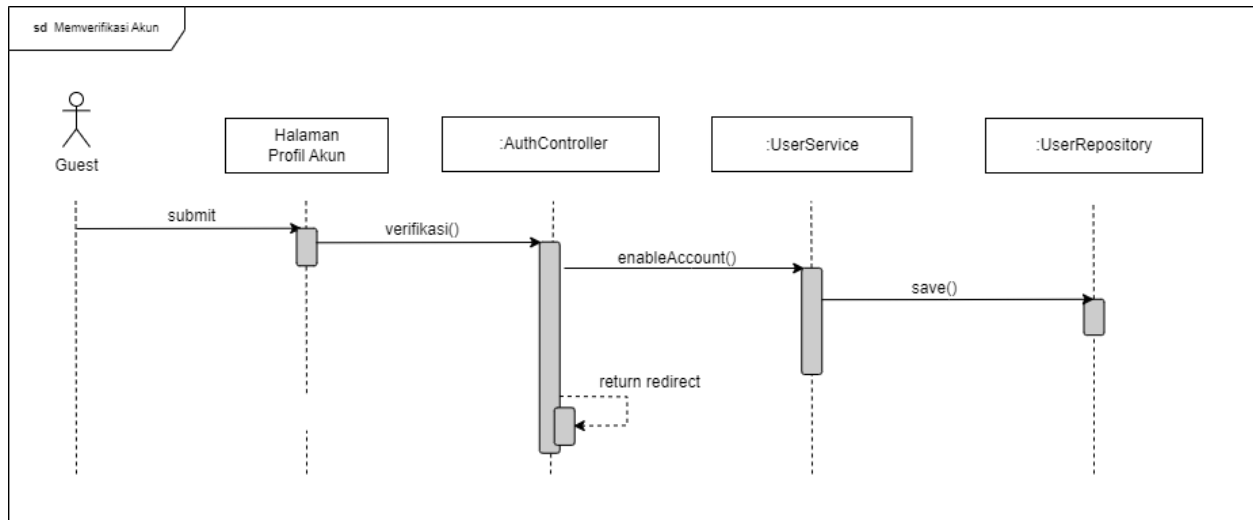 sd Memverifikasi Akun
Guest
Halaman
Profil Akun
:AuthController
:UserService
:UserRepository
submit
verifikasi()
enableAccount()
save()
return redirect